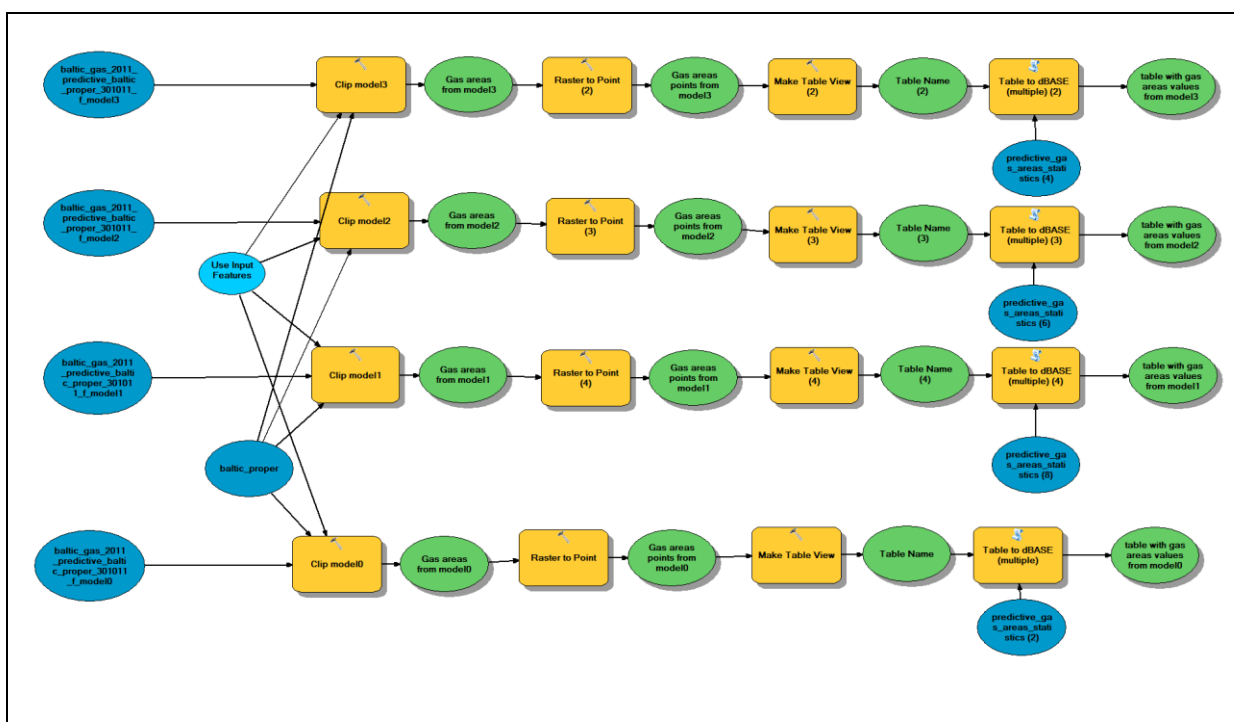 baltic_gas_2011_
predictive_baltic
_proper_301011
_f_model3
Clip model3
Gas areas
from model3
Raster to Point
(2)
Gas areas
points from
model3
Make Table View
(2)
Table Name
(2)
Table to dBASE
(multiple) (2)
table with gas
areas values
from model3
predictive_gas
_areas_stati
stics (4)
baltic_gas_2011_
predictive_baltic
_proper_301011
_f_model2
Clip model2
Gas areas
from model2
Raster to Point
(3)
Gas areas
points from
model2
Make Table View
(3)
Table Name
(3)
Table to dBASE
(multiple) (3)
table with gas
areas values
from model2
Use Input
Features
predictive_ga
s_areas_stati
stics (6)
baltic_gas_2011
_predictive_balti
c_proper_30101
1_f_model1
Clip model1
Gas areas
from model1
Raster to Point
(4)
Gas areas
points from
model1
Make Table View
(4)
Table Name
(4)
Table to dBASE
(multiple) (4)
table with gas
areas values
from model1
baltic_proper
predictive_ga
s_areas_stati
stics (8)
baltic_gas_2011
_predictive_balti
c_proper_301011
_f_model0
Clip model0
Gas areas
from model0
Raster to Point
Gas areas
points from
model0
Make Table View
Table Name
Table to dBASE
(multiple)
table with gas
areas values
from model0
predictive_ga
s_areas_stati
stics (2)